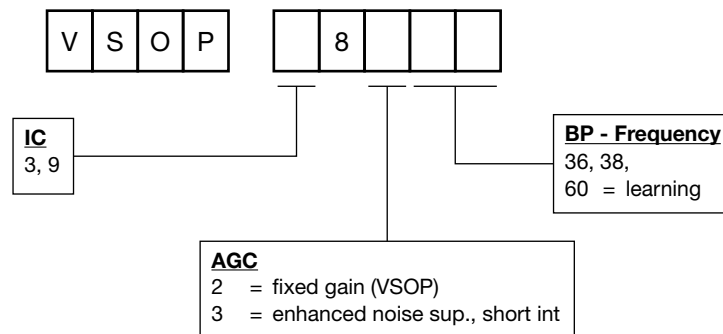 V S O P 8
IC
3, 9
BP - Frequency
36, 38,
60 = learning
AGC
2 = fixed gain (VSOP)
3 = enhanced noise sup., short int